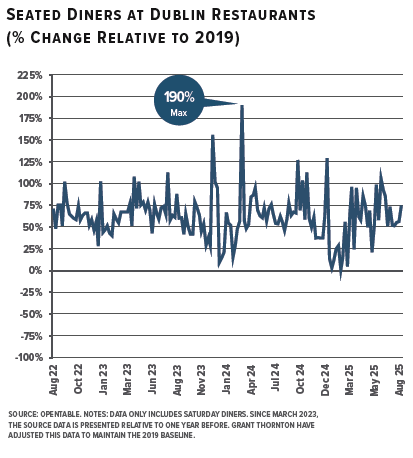 SEATED DINERS AT DUBLIN RESTAURANTS
(% CHANGE RELATIVE TO 2019)
225%
200%
175%
150%
125%
100%
75%
50%
25%
0%
-25%
-50%
-75%
-100%
190%
Max
Aug 22
Oct 22
Jan 23
Mar 23
Jun 23
Aug 23
Nov 23
Jan 24
Apr 24
Jul 24
Oct 24
Dec 24
Mar 25
May 25
Aug 25
SOURCE: OPENTABLE. NOTES: DATA ONLY INCLUDES SATURDAY DINERS. SINCE MARCH 2023,
THE SOURCE DATA IS PRESENTED RELATIVE TO ONE YEAR BEFORE. GRANT THORNTON HAVE
ADJUSTED THIS DATA TO MAINTAIN THE 2019 BASELINE.